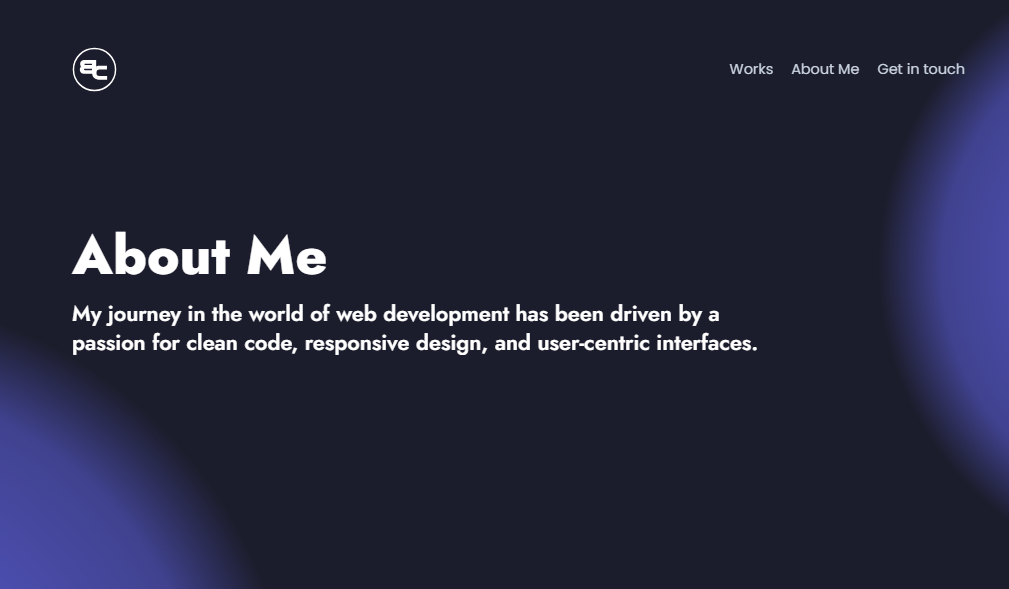 BC
Works About Me Get in touch
About Me
My journey in the world of web development has been driven by a
passion for clean code, responsive design, and user-centric interfaces.